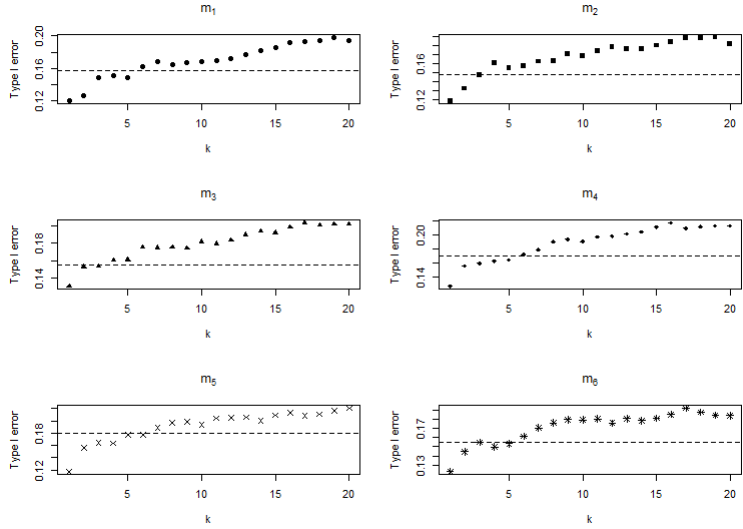 m1
Type I error
0.12 0.16 0.20
5 10 15 20
k
m2
Type I error
0.12 0.16
5 10 15 20
k
m3
Type I error
0.14 0.18
5 10 15 20
k
m4
Type I error
0.14 0.20
5 10 15 20
k
m5
Type I error
0.12 0.18
5 10 15 20
k
m6
Type I error
0.13 0.17
5 10 15 20
k